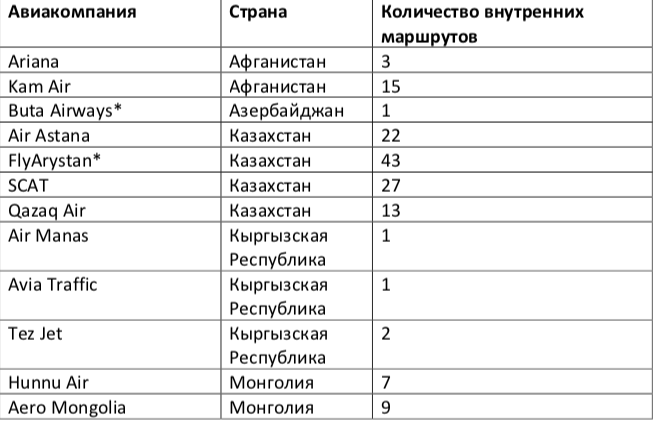 Авиакомпания Страна Количество внутренних
маршрутов
Ariana Афганистан 3
Kam Air Афганистан 15
Buta Airways* Азербайджан 1
Air Astana Казахстан 22
FlyArystan* Казахстан 43
SCAT Казахстан 27
Qazaq Air Казахстан 13
Air Manas Кыргызская 1
Республика
Avia Traffic Кыргызская 1
Республика
Tez Jet Кыргызская 2
Республика
Hunnu Air Монголия 7
Aero Mongolia Монголия 9